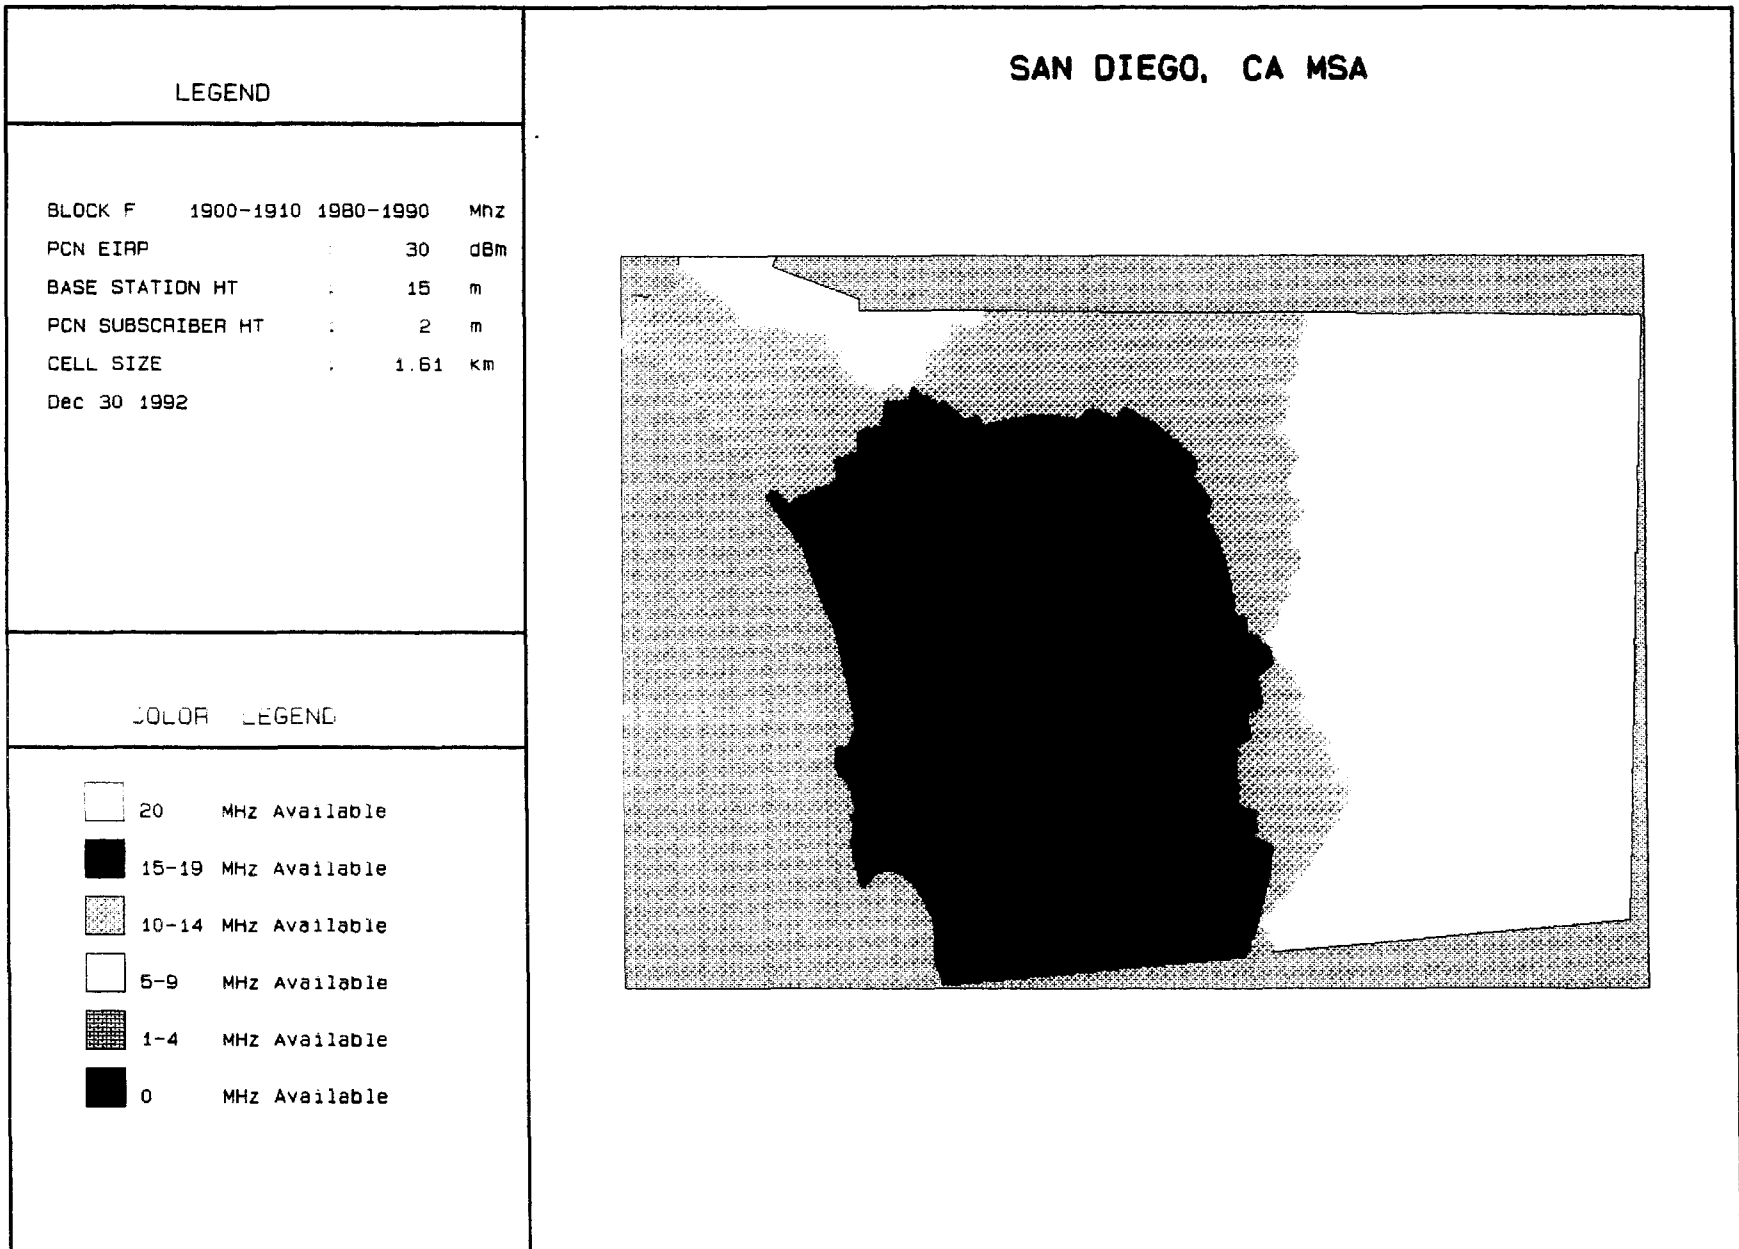 SAN DIEGO, CA MSA
LEGEND
BLOCK F 1900-1910 1980-1990 Mhz
PCN EIRP : 30 dBm
BASE STATION HT : 15 m
PCN SUBSCRIBER HT : 2 m
CELL SIZE : 1.61 km
Dec 30 1992
COLOR LEGEND
20 MHz Available
15-19 MHz Available
10-14 MHz Available
5-9 MHz Available
1-4 MHz Available
0 MHz Available